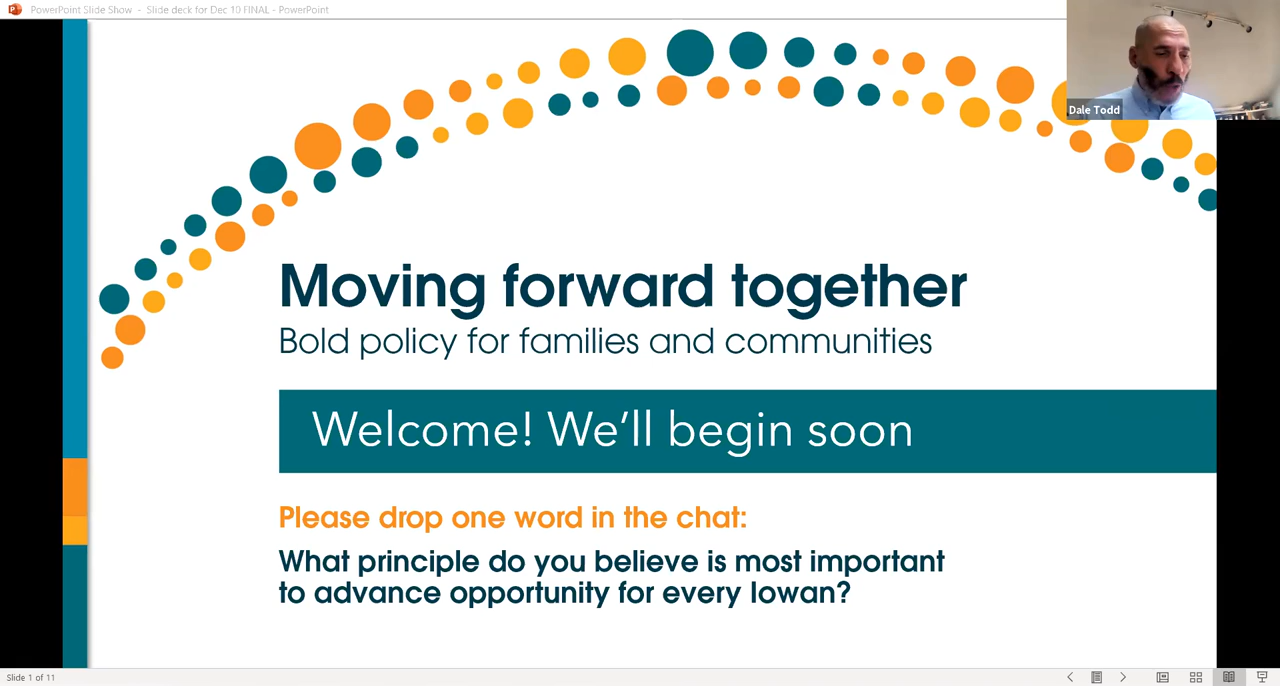 PowerPoint Slide Show - Slide deck for Dec 10 FINAL - PowerPoint
Dale Todd
Moving forward together
Bold policy for families and communities
Welcome! We'll begin soon
Please drop one word in the chat:
What principle do you believe is most important
to advance opportunity for every Iowan?
Slide 1 of 11